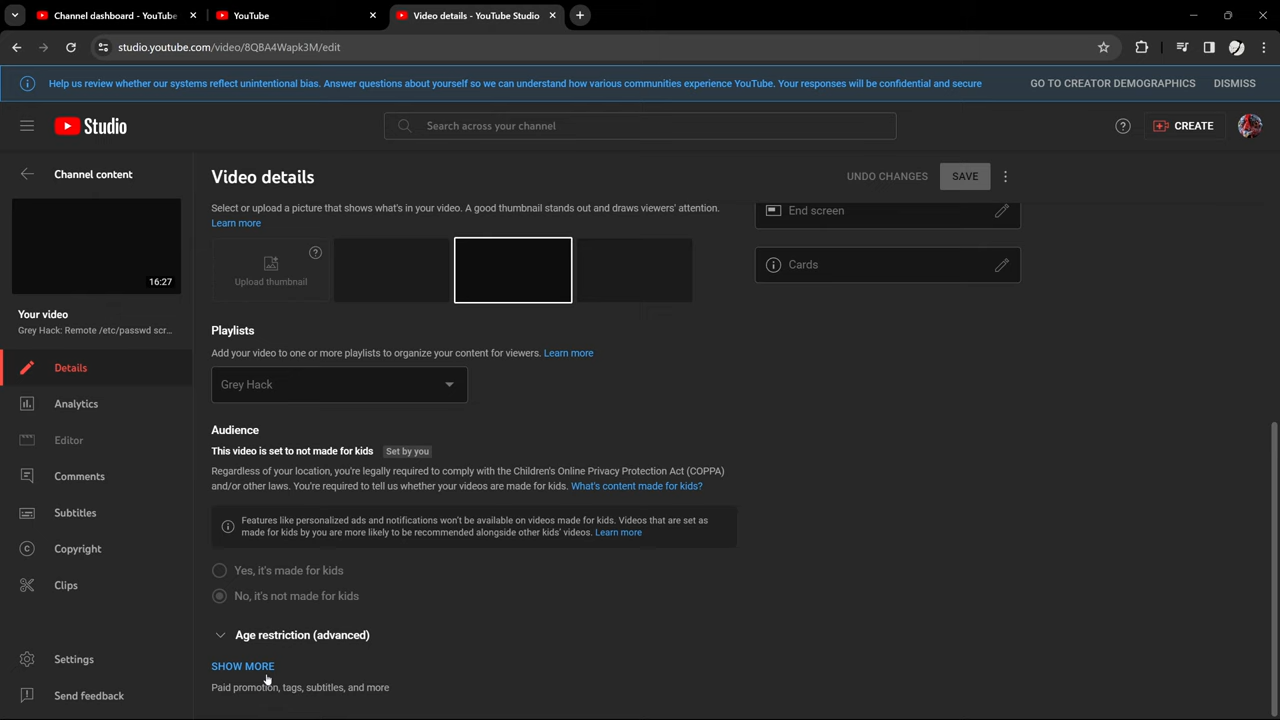 Channel dashboard - YouTube
YouTube
Video details - YouTube Studio
studio.youtube.com/video/8QBA4Wapk3M/edit
Help us review whether our systems reflect unintentional bias. Answer questions about yourself so we can understand how various communities experience YouTube. Your responses will be confidential and secure
GO TO CREATOR DEMOGRAPHICS
DISMISS
Studio
Search across your channel
CREATE
Channel content
16:27
Your video
Grey Hack: Remote /etc/passwd scr...
Details
Analytics
Editor
Comments
Subtitles
Copyright
Clips
Settings
Send feedback
Video details
UNDO CHANGES
SAVE
Select or upload a picture that shows what's in your video. A good thumbnail stands out and draws viewers' attention.
Learn more
Upload thumbnail
Playlists
Add your video to one or more playlists to organize your content for viewers. Learn more
Grey Hack
Audience
This video is set to not made for kids Set by you
Regardless of your location, you're legally required to comply with the Children's Online Privacy Protection Act (COPPA)
and/or other laws. You're required to tell us whether your videos are made for kids. What's content made for kids?
Features like personalized ads and notifications won't be available on videos made for kids. Videos that are set as
made for kids by you are more likely to be recommended alongside other kids' videos. Learn more
Yes, it's made for kids
No, it's not made for kids
Age restriction (advanced)
SHOW MORE
Paid promotion, tags, subtitles, and more
End screen
Cards